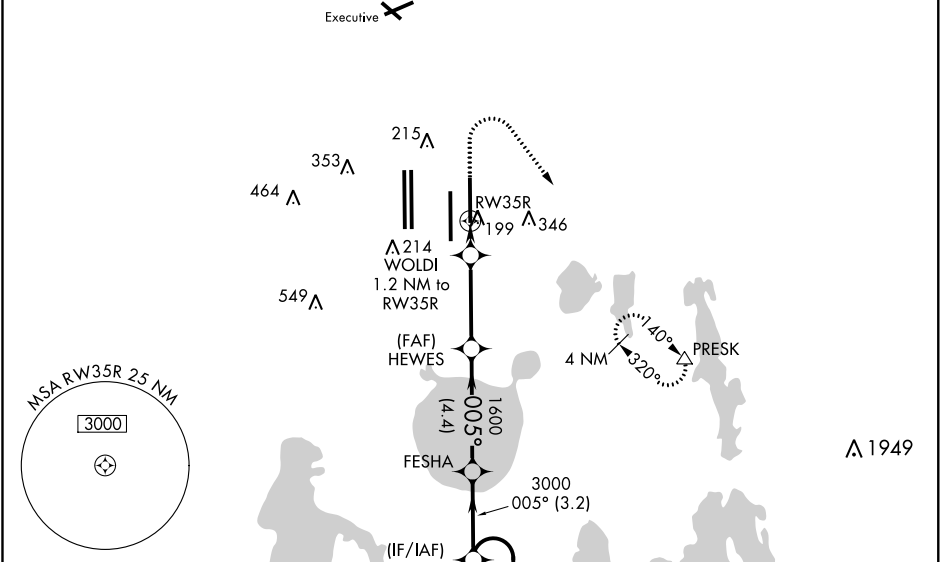 Executive
215
353
464
RW35R
199
346
214
WOLDI
1.2 NM to
RW35R
549
(FAF)
HEWES
4 NM
140°
320°
PRESK
MSA RW35R 25 NM
3000
1600
005°
(4.4)
FESHA
1949
3000
005° (3.2)
(IF/IAF)